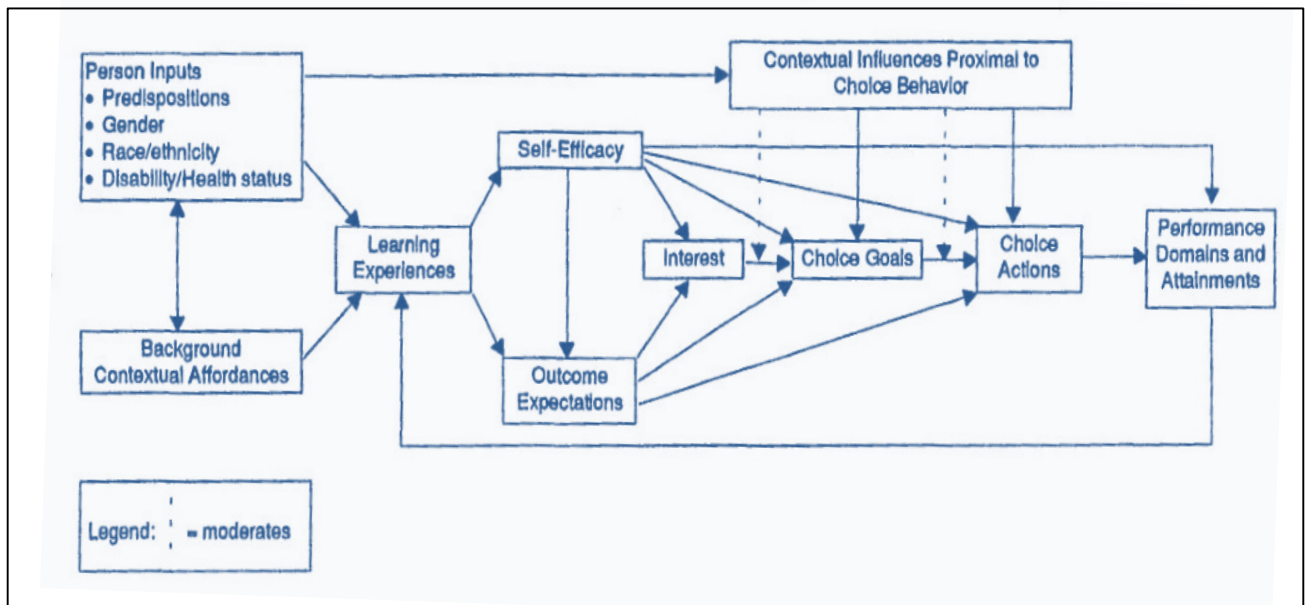 Person Inputs
• Predispositions
• Gender
• Race/ethnicity
• Disability/Health status
Contextual Influences Proximal to
Choice Behavior
Self-Efficacy
Learning
Experiences
Interest
Choice Goals
Choice
Actions
Performance
Domains and
Attainments
Background
Contextual Affordances
Outcome
Expectations
Legend: ¦ = moderates